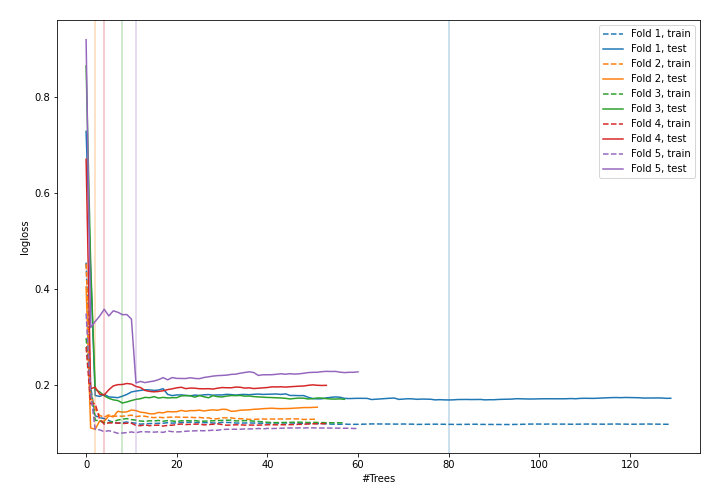 Fold 1, train
Fold 1, test
Fold 2, train
Fold 2, test
Fold 3, train
Fold 3, test
Fold 4, train
Fold 4, test
Fold 5, train
Fold 5, test
0.8
0.6
0.4
0.2
logloss
0 20 40 60 80 100 120
#Trees